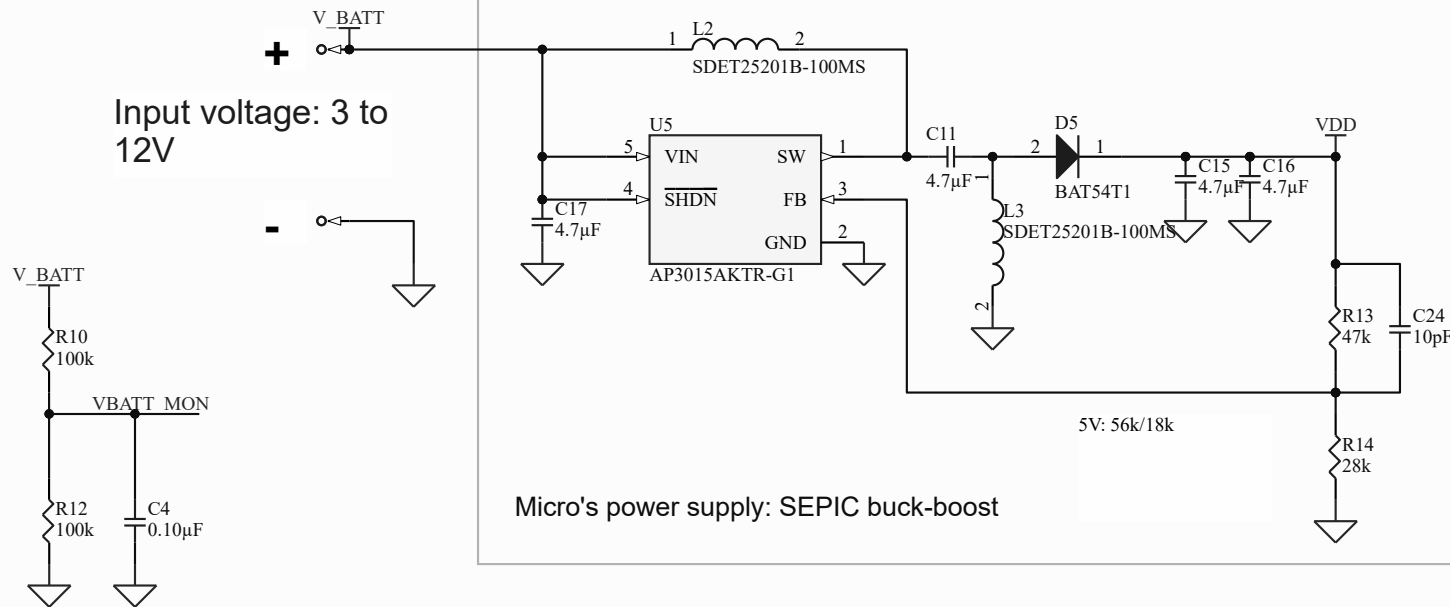 V_BATT
+
Input voltage: 3 to
12V
-
V_BATT
R10
100k
VBATT_MON
R12
100k
C4
0.10µF
1
L2
2
SDET25201B-100MS
U5
5
VIN
SW
1
4
SHDN
FB
3
GND
2
AP3015AKTR-G1
C17
4.7µF
C11
4.7µF
1
L3
SDET25201B-100MS
2
D5
2
1
BAT54T1
C15
4.7µF
C16
4.7µF
VDD
R13
47k
C24
10pF
5V: 56k/18k
R14
28k
Micro's power supply: SEPIC buck-boost